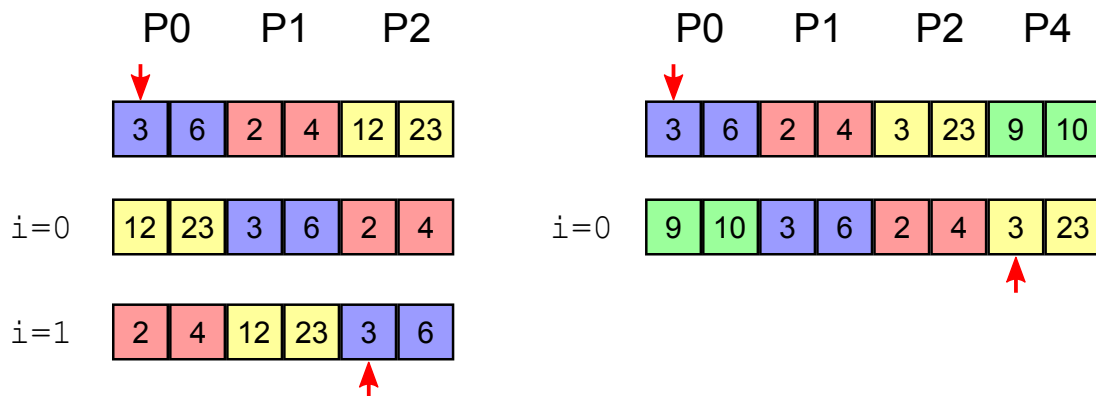 P0 P1 P2
3 6 2 4 12 23
i=0 12 23 3 6 2 4
i=1 2 4 12 23 3 6
P0 P1 P2 P4
3 6 2 4 3 23 9 10
i=0 9 10 3 6 2 4 3 23